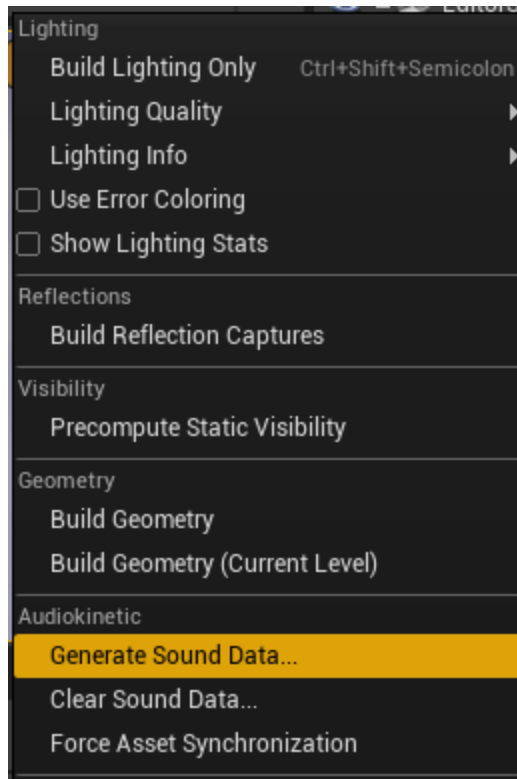 Lighting
Build Lighting Only Ctrl+Shift+Semicolon
Lighting Quality
Lighting Info
Use Error Coloring
Show Lighting Stats
Reflections
Build Reflection Captures
Visibility
Precompute Static Visibility
Geometry
Build Geometry
Build Geometry (Current Level)
Audiokinetic
Generate Sound Data...
Clear Sound Data...
Force Asset Synchronization